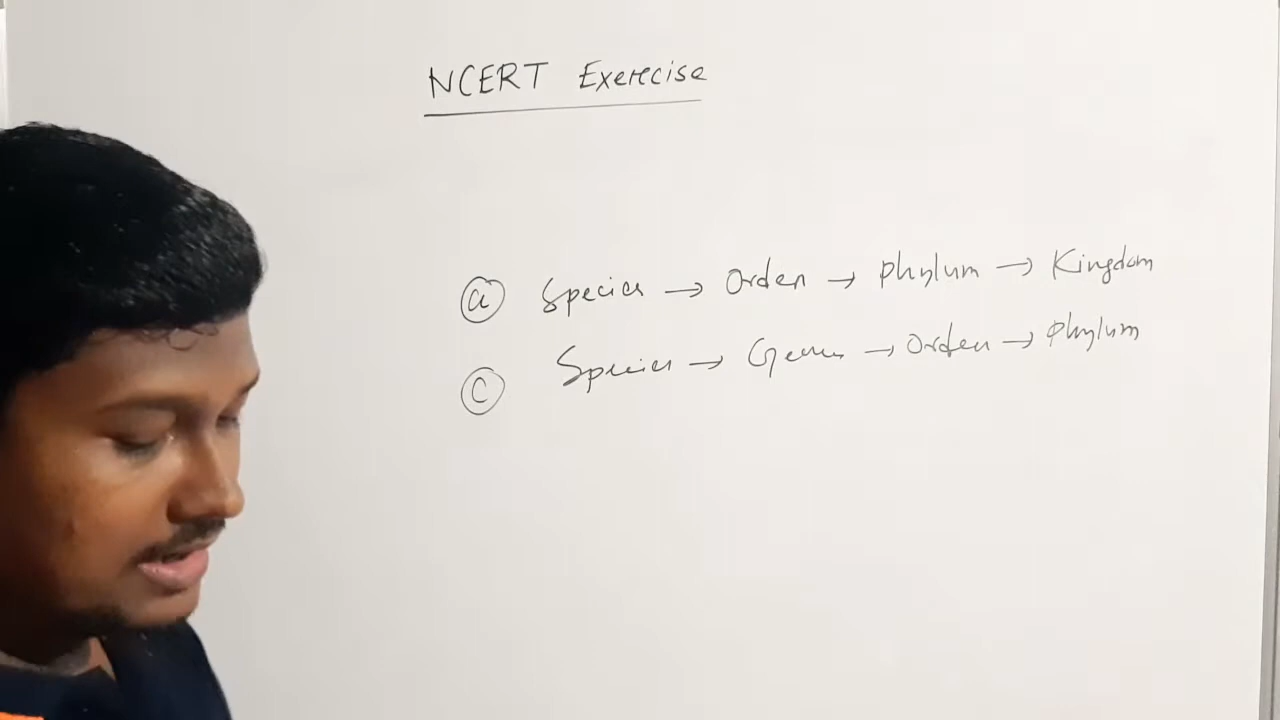 NCERT Exercise
(a) Species → Order → Phylum → Kingdom
(c) Species → Genus → Order → Phylum